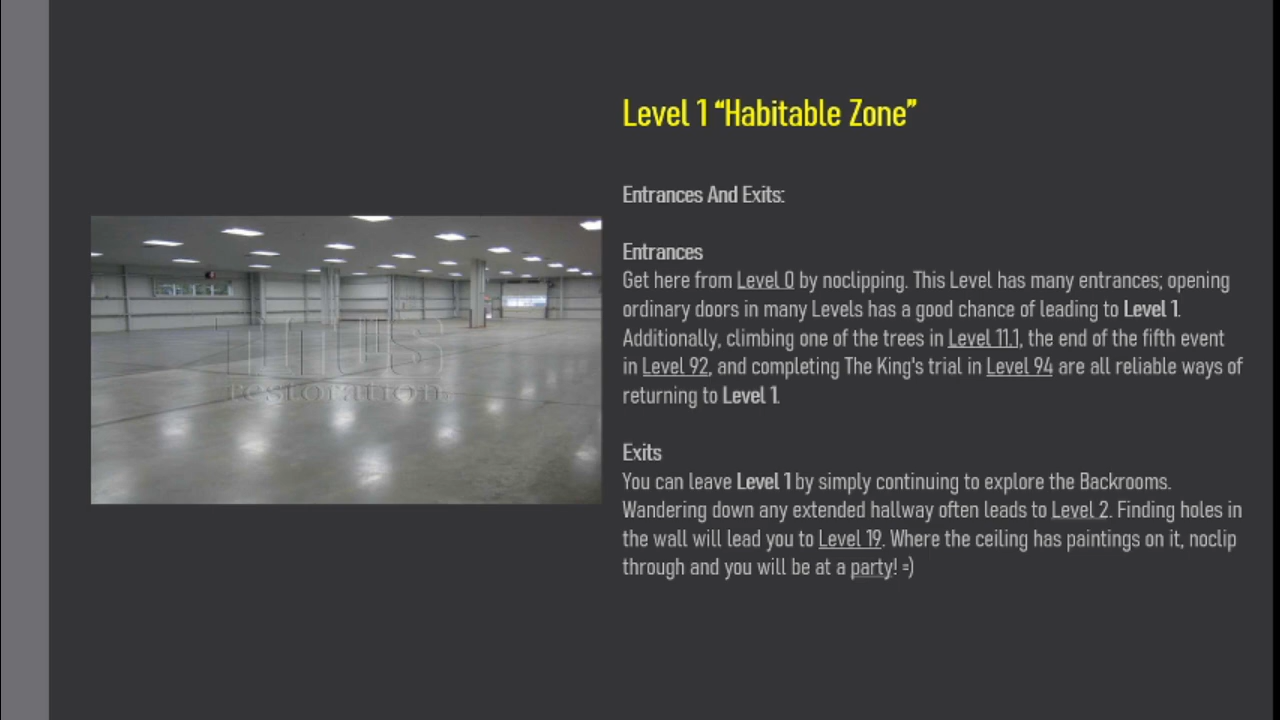 Level 1 “Habitable Zone”
Entrances And Exits:
Entrances
Get here from Level 0 by noclipping. This Level has many entrances; opening
ordinary doors in many Levels has a good chance of leading to Level 1.
Additionally, climbing one of the trees in Level 11.1, the end of the fifth event
in Level 92, and completing The King's trial in Level 94 are all reliable ways of
returning to Level 1.
Exits
You can leave Level 1 by simply continuing to explore the Backrooms.
Wandering down any extended hallway often leads to Level 2. Finding holes in
the wall will lead you to Level 19. Where the ceiling has paintings on it, noclip
through and you will be at a party! =)
restoration